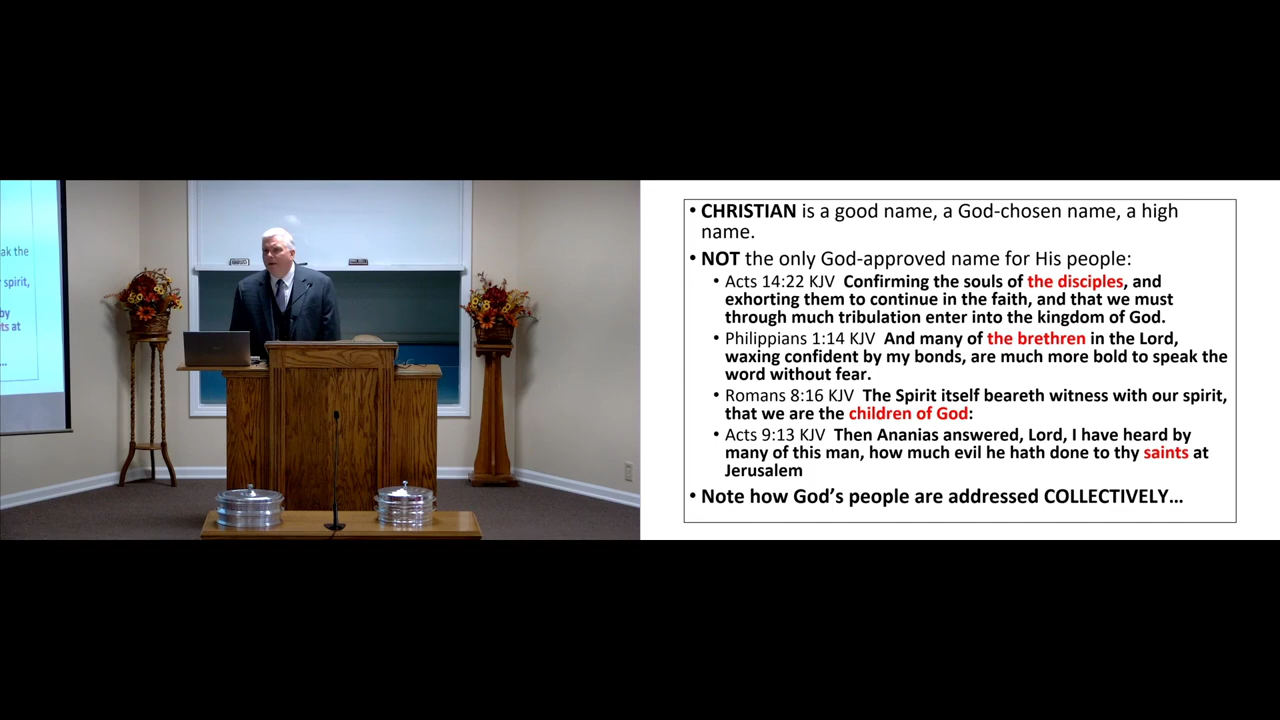 ak the
spirit,
by
ts at
• CHRISTIAN is a good name, a God-chosen name, a high
name.
• NOT the only God-approved name for His people:
• Acts 14:22 KJV Confirming the souls of the disciples, and
exhorting them to continue in the faith, and that we must
through much tribulation enter into the kingdom of God.
• Philippians 1:14 KJV And many of the brethren in the Lord,
waxing confident by my bonds, are much more bold to speak the
word without fear.
• Romans 8:16 KJV The Spirit itself beareth witness with our spirit,
that we are the children of God:
• Acts 9:13 KJV Then Ananias answered, Lord, I have heard by
many of this man, how much evil he hath done to thy saints at
Jerusalem
• Note how God’s people are addressed COLLECTIVELY…